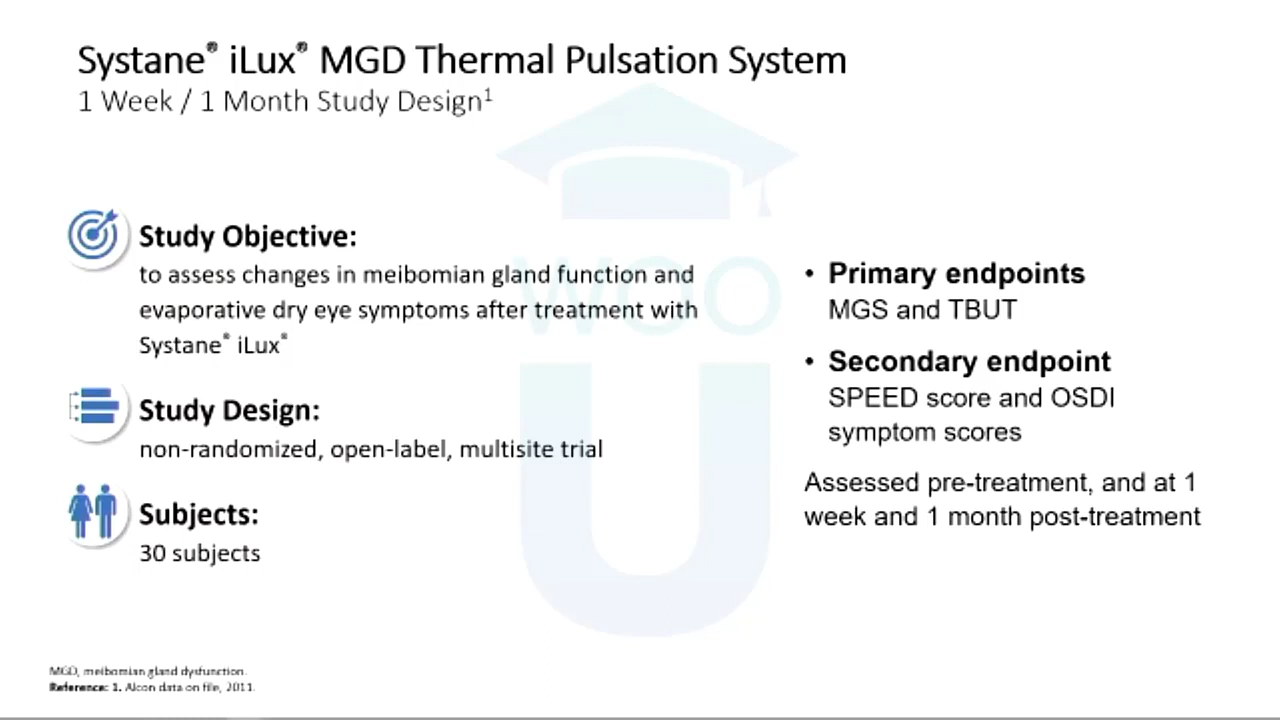 Systane® iLux® MGD Thermal Pulsation System
1 Week / 1 Month Study Design¹
Study Objective:
to assess changes in meibomian gland function and
evaporative dry eye symptoms after treatment with
Systane® iLux®
Study Design:
non-randomized, open-label, multisite trial
Subjects:
30 subjects
• Primary endpoints
MGS and TBUT
• Secondary endpoint
SPEED score and OSDI
symptom scores
Assessed pre-treatment, and at 1
week and 1 month post-treatment
WOO
U
MGD, meibomian gland dysfunction.
Reference: 1. Alcon data on file, 2011.